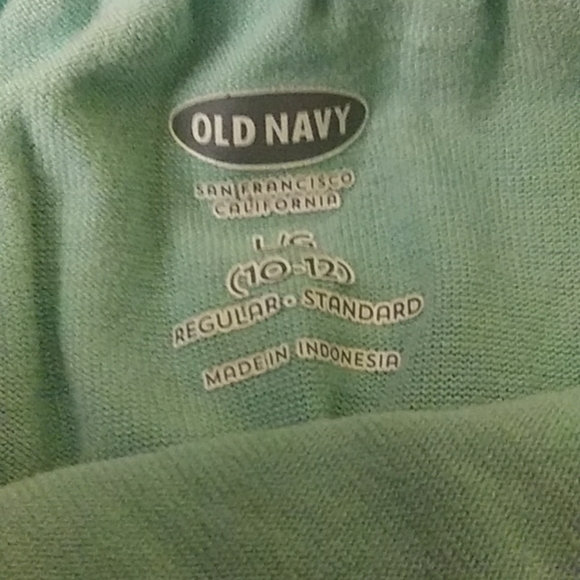 OLD NAVY
SAN FRANCISCO
CALIFORNIA
L/G
(10-12)
REGULAR • STANDARD
MADE IN INDONESIA